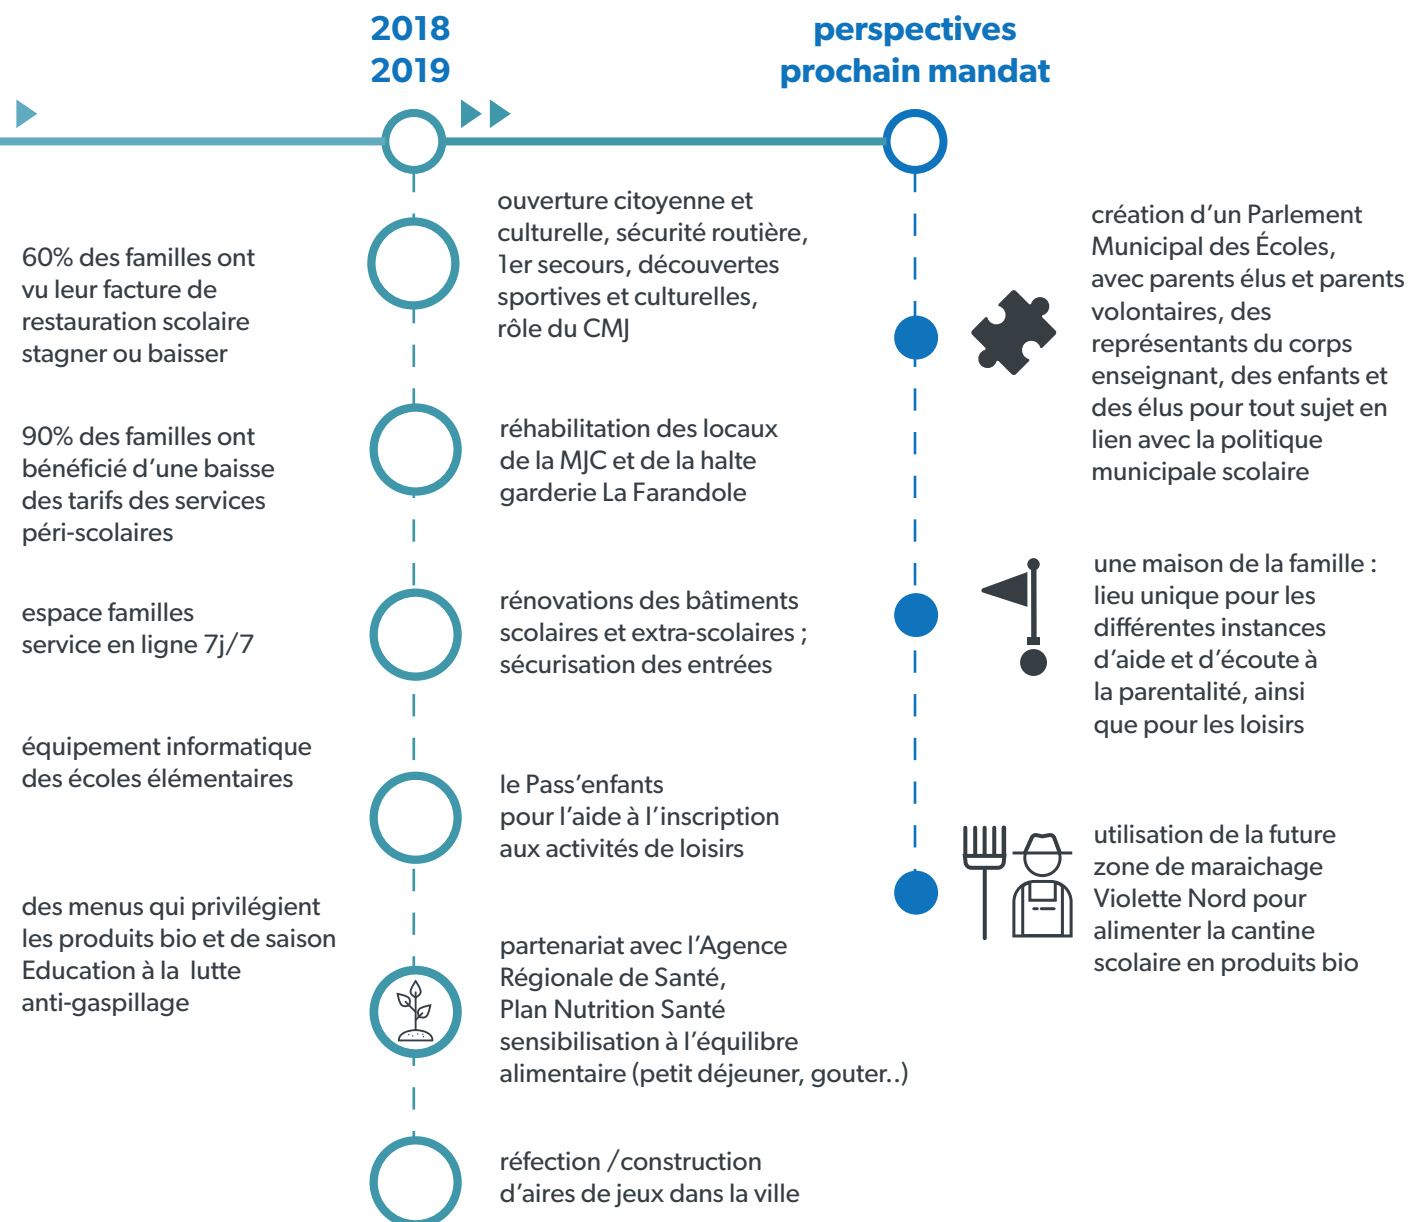 2018
2019
perspectives
prochain mandat
60% des familles ont
vu leur facture de
restauration scolaire
stagner ou baisser
90% des familles ont
bénéficié d’une baisse
des tarifs des services
péri-scolaires
espace familles
service en ligne 7j/7
équipement informatique
des écoles élémentaires
des menus qui privilégient
les produits bio et de saison
Education à la lutte
anti-gaspillage
ouverture citoyenne et
culturelle, sécurité routière,
1er secours, découvertes
sportives et culturelles,
rôle du CMJ
réhabilitation des locaux
de la MJC et de la halte
garderie La Farandole
rénovations des bâtiments
scolaires et extra-scolaires ;
sécurisation des entrées
le Pass’enfants
pour l’aide à l’inscription
aux activités de loisirs
partenariat avec l’Agence
Régionale de Santé,
Plan Nutrition Santé
sensibilisation à l’équilibre
alimentaire (petit déjeuner, gouter..)
réfection /construction
d’aires de jeux dans la ville
création d’un Parlement
Municipal des Écoles,
avec parents élus et parents
volontaires, des
représentants du corps
enseignant, des enfants et
des élus pour tout sujet en
lien avec la politique
municipale scolaire
une maison de la famille :
lieu unique pour les
différentes instances
d’aide et d’écoute à
la parentalité, ainsi
que pour les loisirs
utilisation de la future
zone de maraichage
Violette Nord pour
alimenter la cantine
scolaire en produits bio